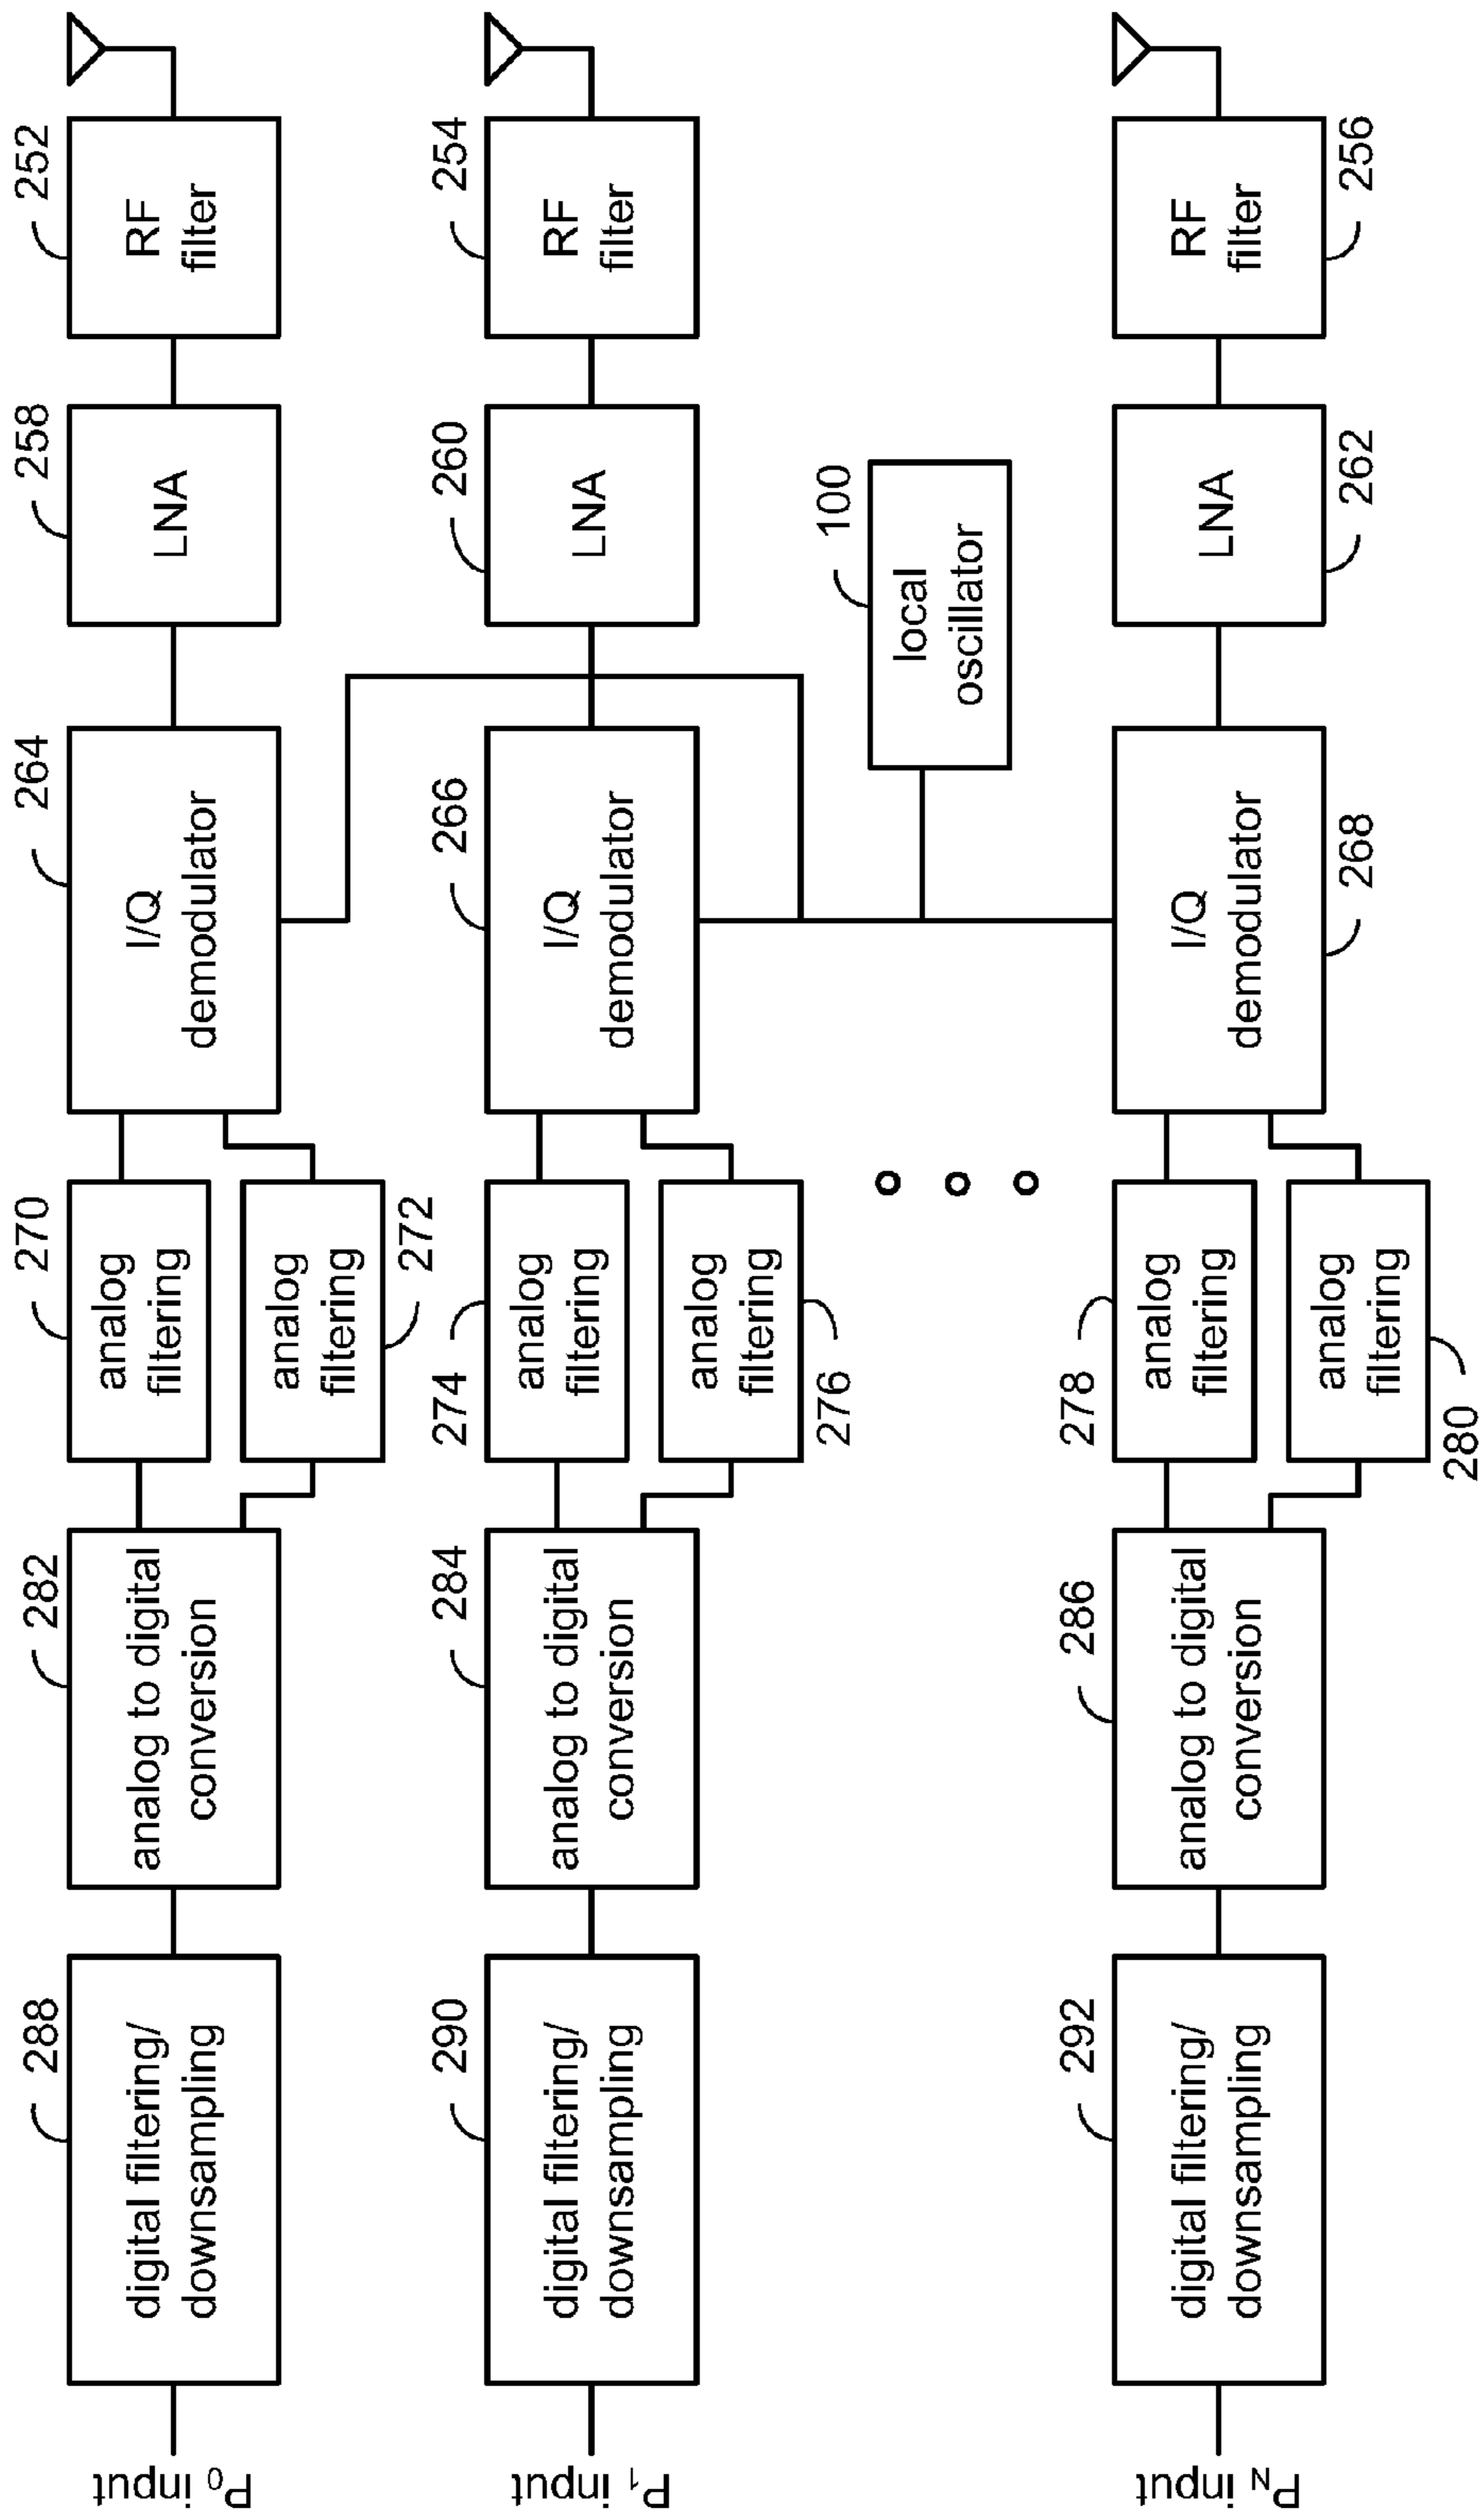 252
RF
filter
258
LNA
264
I/Q
demodulator
270
analog
filtering
272
analog
filtering
282
analog to digital
conversion
288
digital filtering/
downsampling
P0 input
254
RF
filter
260
LNA
266
I/Q
demodulator
274
analog
filtering
276
analog
filtering
284
analog to digital
conversion
290
digital filtering/
downsampling
P1 input
100
local
oscillator
256
RF
filter
262
LNA
268
I/Q
demodulator
278
analog
filtering
280
analog
filtering
286
analog to digital
conversion
292
digital filtering/
downsampling
PN input